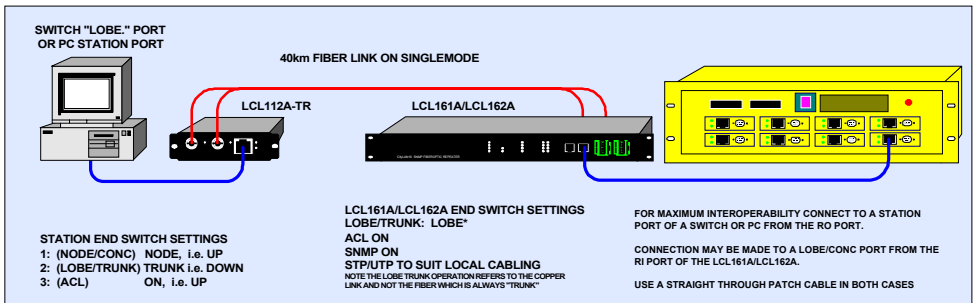 SWITCH "LOBE." PORT
OR PC STATION PORT
40km FIBER LINK ON SINGLEMODE
LCL112A-TR
LCL161A/LCL162A
STATION END SWITCH SETTINGS
1: (NODE/CONC) NODE, i.e. UP
2: (LOBE/TRUNK) TRUNK i.e. DOWN
3: (ACL) ON, i.e. UP
LCL161A/LCL162A END SWITCH SETTINGS
LOBE/TRUNK: LOBE*
ACL ON
SNMP ON
STP/UTP TO SUIT LOCAL CABLING
NOTE THE LOBE TRUNK OPERATION REFERS TO THE COPPER
LINK AND NOT THE FIBER WHICH IS ALWAYS "TRUNK"
FOR MAXIMUM INTEROPERABILITY CONNECT TO A STATION
PORT OF A SWITCH OR PC FROM THE RO PORT.
CONNECTION MAY BE MADE TO A LOBE/CONC PORT FROM THE
RI PORT OF THE LCL161A/LCL162A.
USE A STRAIGHT THROUGH PATCH CABLE IN BOTH CASES